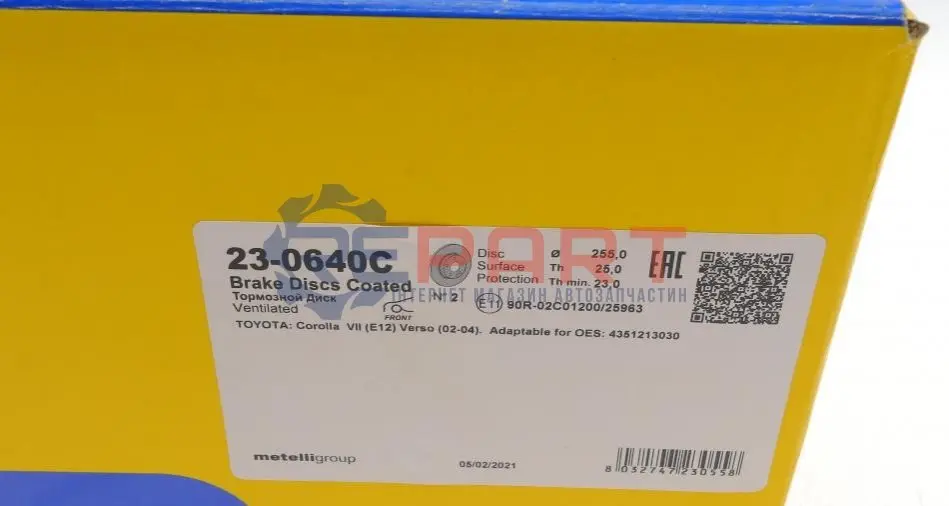 23-0640C
Brake Discs Coated
Тормозной Диск
Ventilated
FRONT
N° 2
Disc
Surface
Protection
Ø 255,0
Th 25,0
Th min. 23,0
EAC
E11 90R-02C01200/25963
REPART
ІНТЕРНЕТ МАГАЗИН АВТОЗАПЧАСТИН
TOYOTA: Corolla VII (E12) Verso (02-04). Adaptable for OES: 4351213030
metelligroup
05/02/2021
8 032747 230558